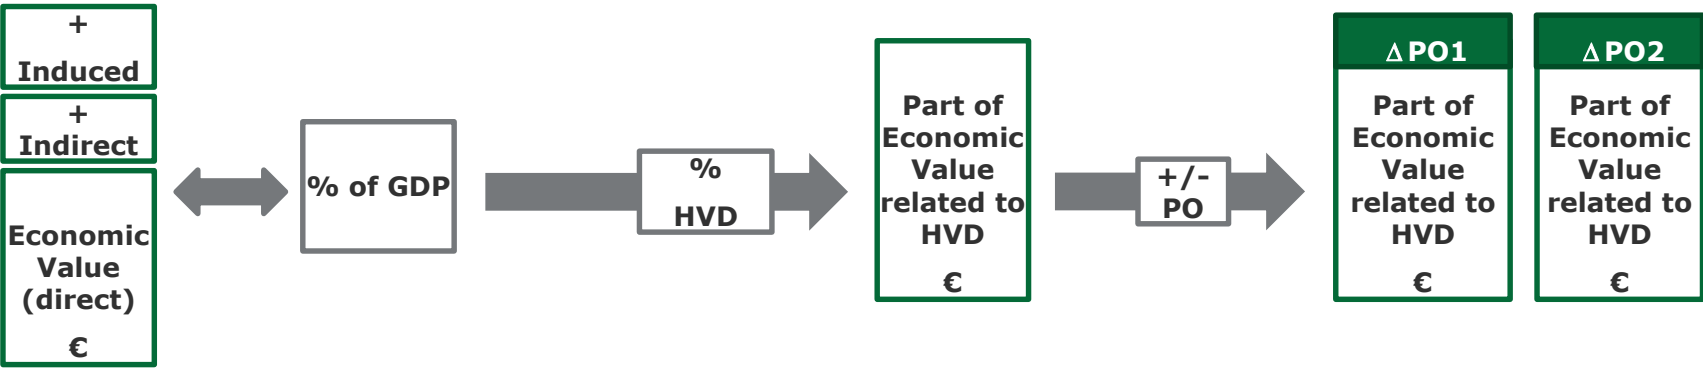 +
Induced
+
Indirect
Economic
Value
(direct)
€
% of GDP
%
HVD
Part of
Economic
Value
related to
HVD
€
+/-
PO
Δ PO1
Part of
Economic
Value
related to
HVD
€
Δ PO2
Part of
Economic
Value
related to
HVD
€